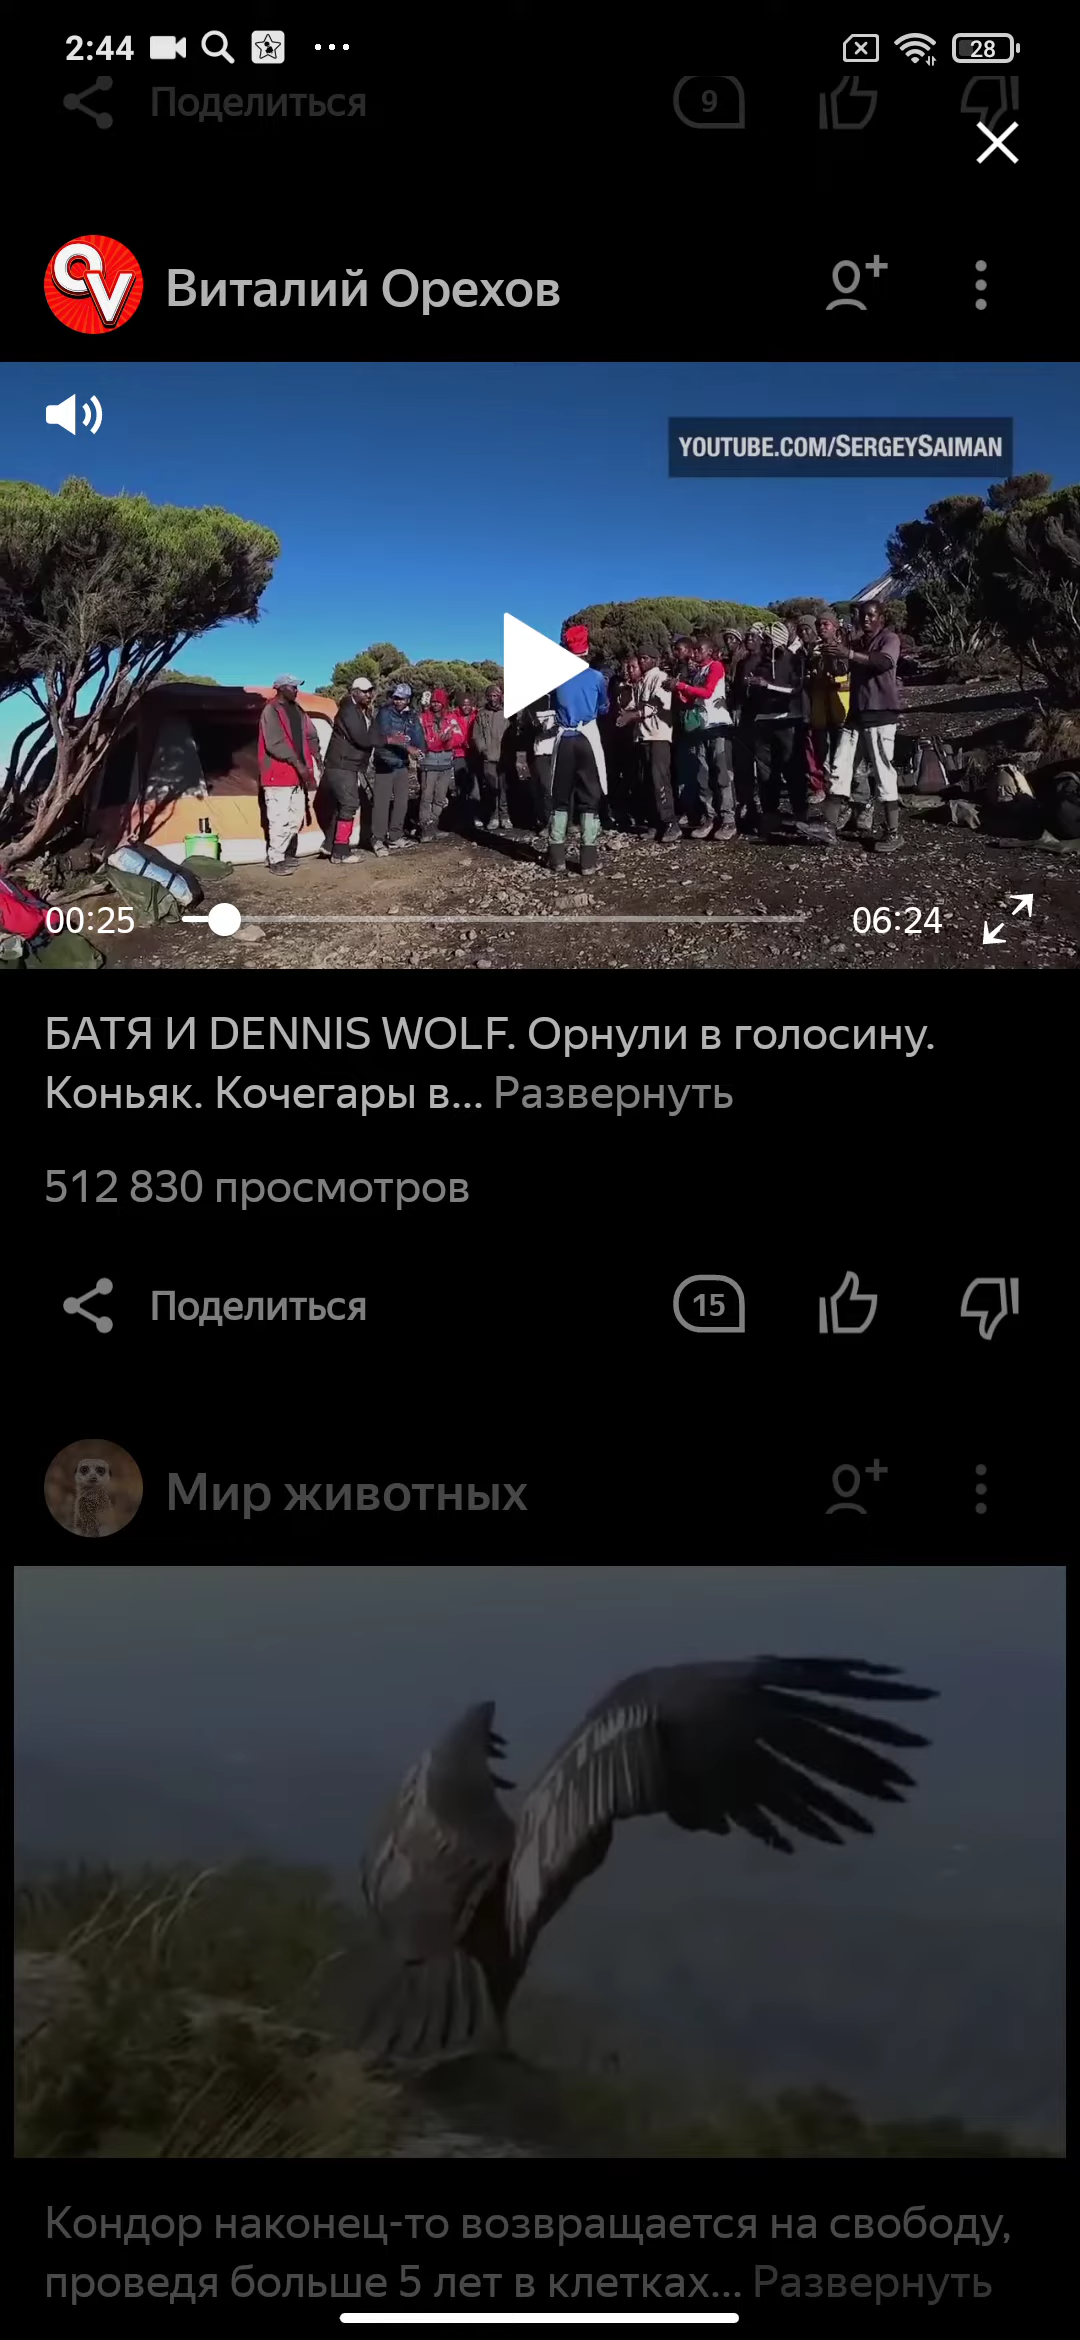 2:44
28
Поделиться
9
Виталий Орехов
YOUTUBE.COM/SERGEYSAIMAN
00:25
06:24
БАТЯ И DENNIS WOLF. Орнули в голосину.
Коньяк. Кочегары в... Развернуть
512 830 просмотров
Поделиться
15
Мир животных
Кондор наконец-то возвращается на свободу,
проведя больше 5 лет в клетках... Развернуть